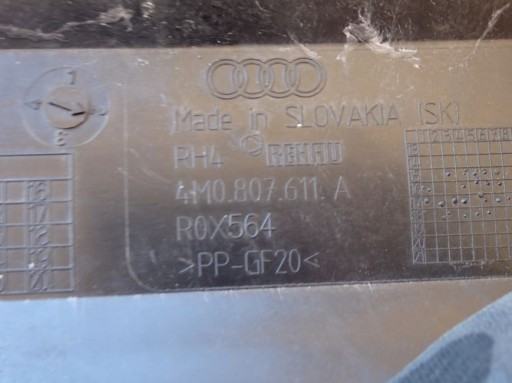 Made in SLOVAKIA (SK)
RH4 REHAU
4M0.807.611. A
R0X564
>PP-GF20<